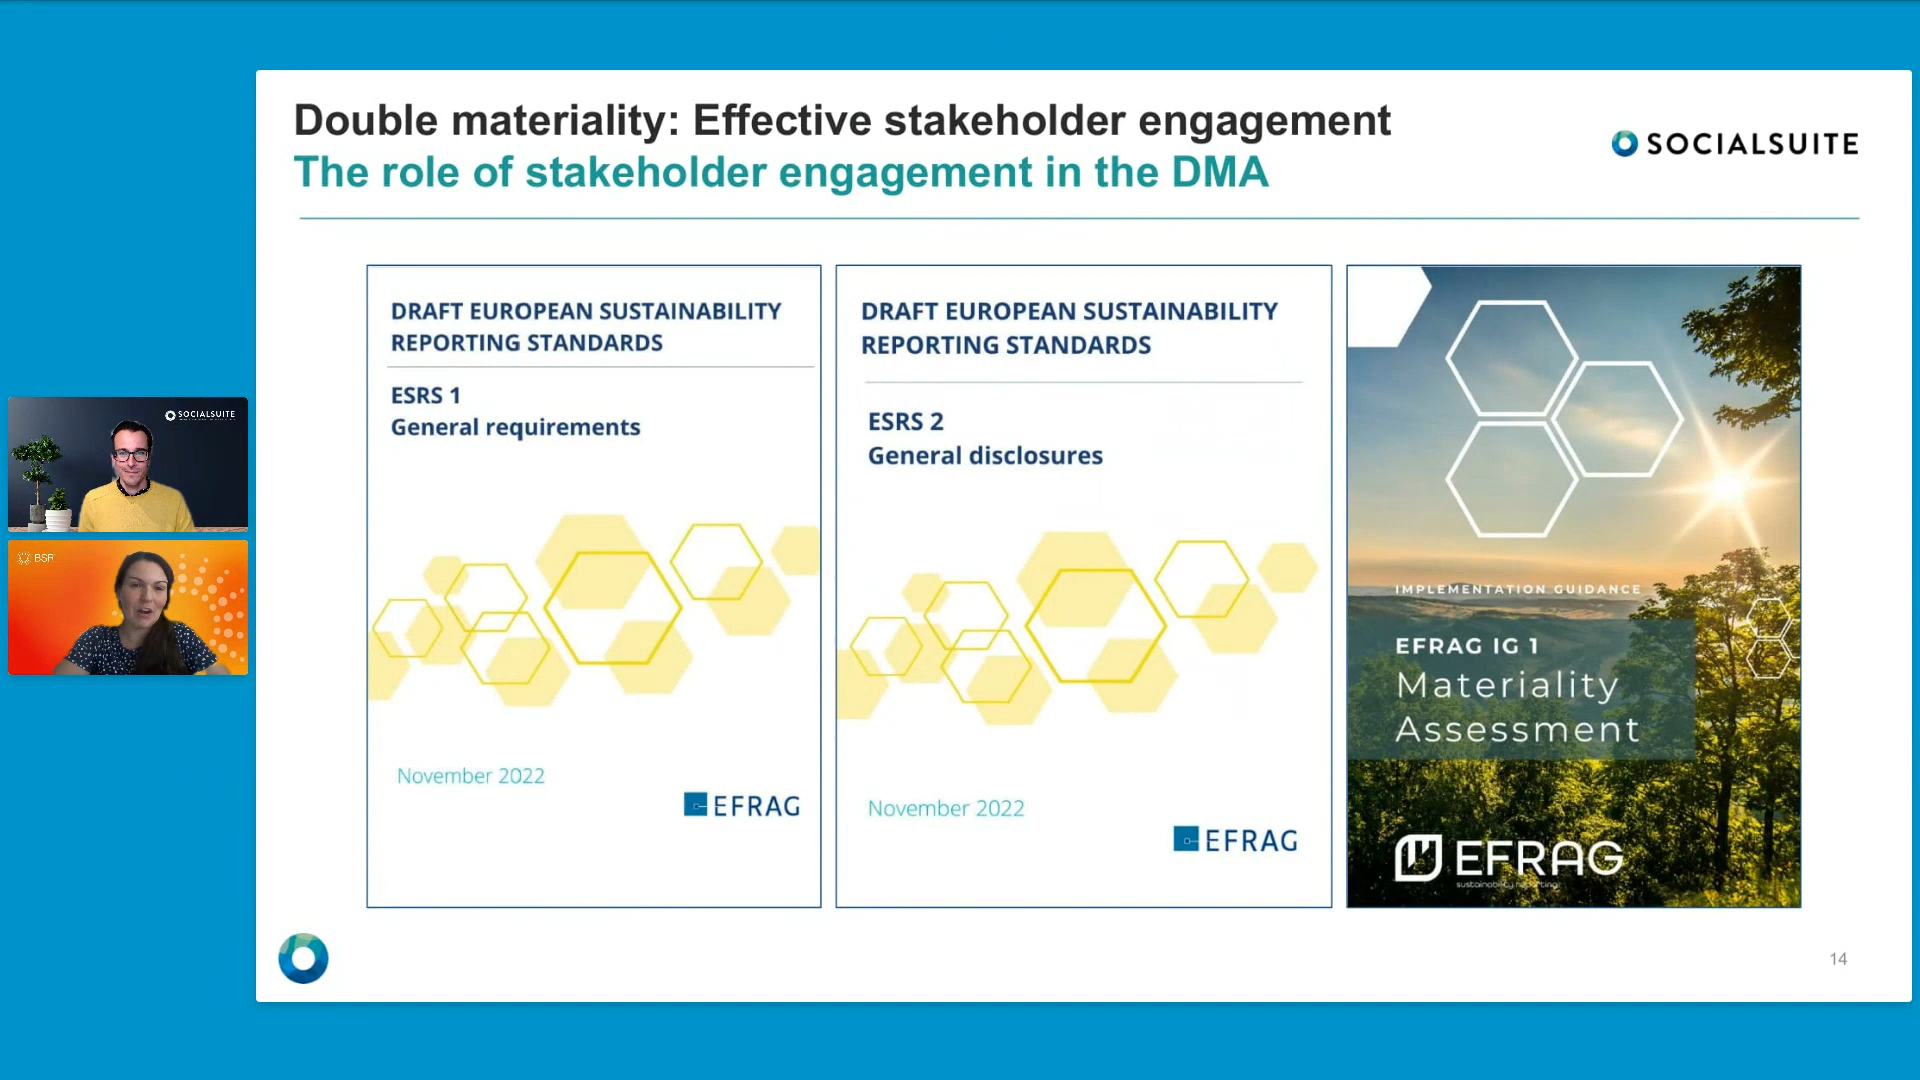 Double materiality: Effective stakeholder engagement
The role of stakeholder engagement in the DMA
SOCIALSUITE
DRAFT EUROPEAN SUSTAINABILITY
REPORTING STANDARDS
ESRS 1
General requirements
November 2022
EFRAG
DRAFT EUROPEAN SUSTAINABILITY
REPORTING STANDARDS
ESRS 2
General disclosures
November 2022
EFRAG
IMPLEMENTATION GUIDANCE
EFRAG IG 1
Materiality
Assessment
EFRAG
sustainability reporting
SOCIALSUITE
BSR
14